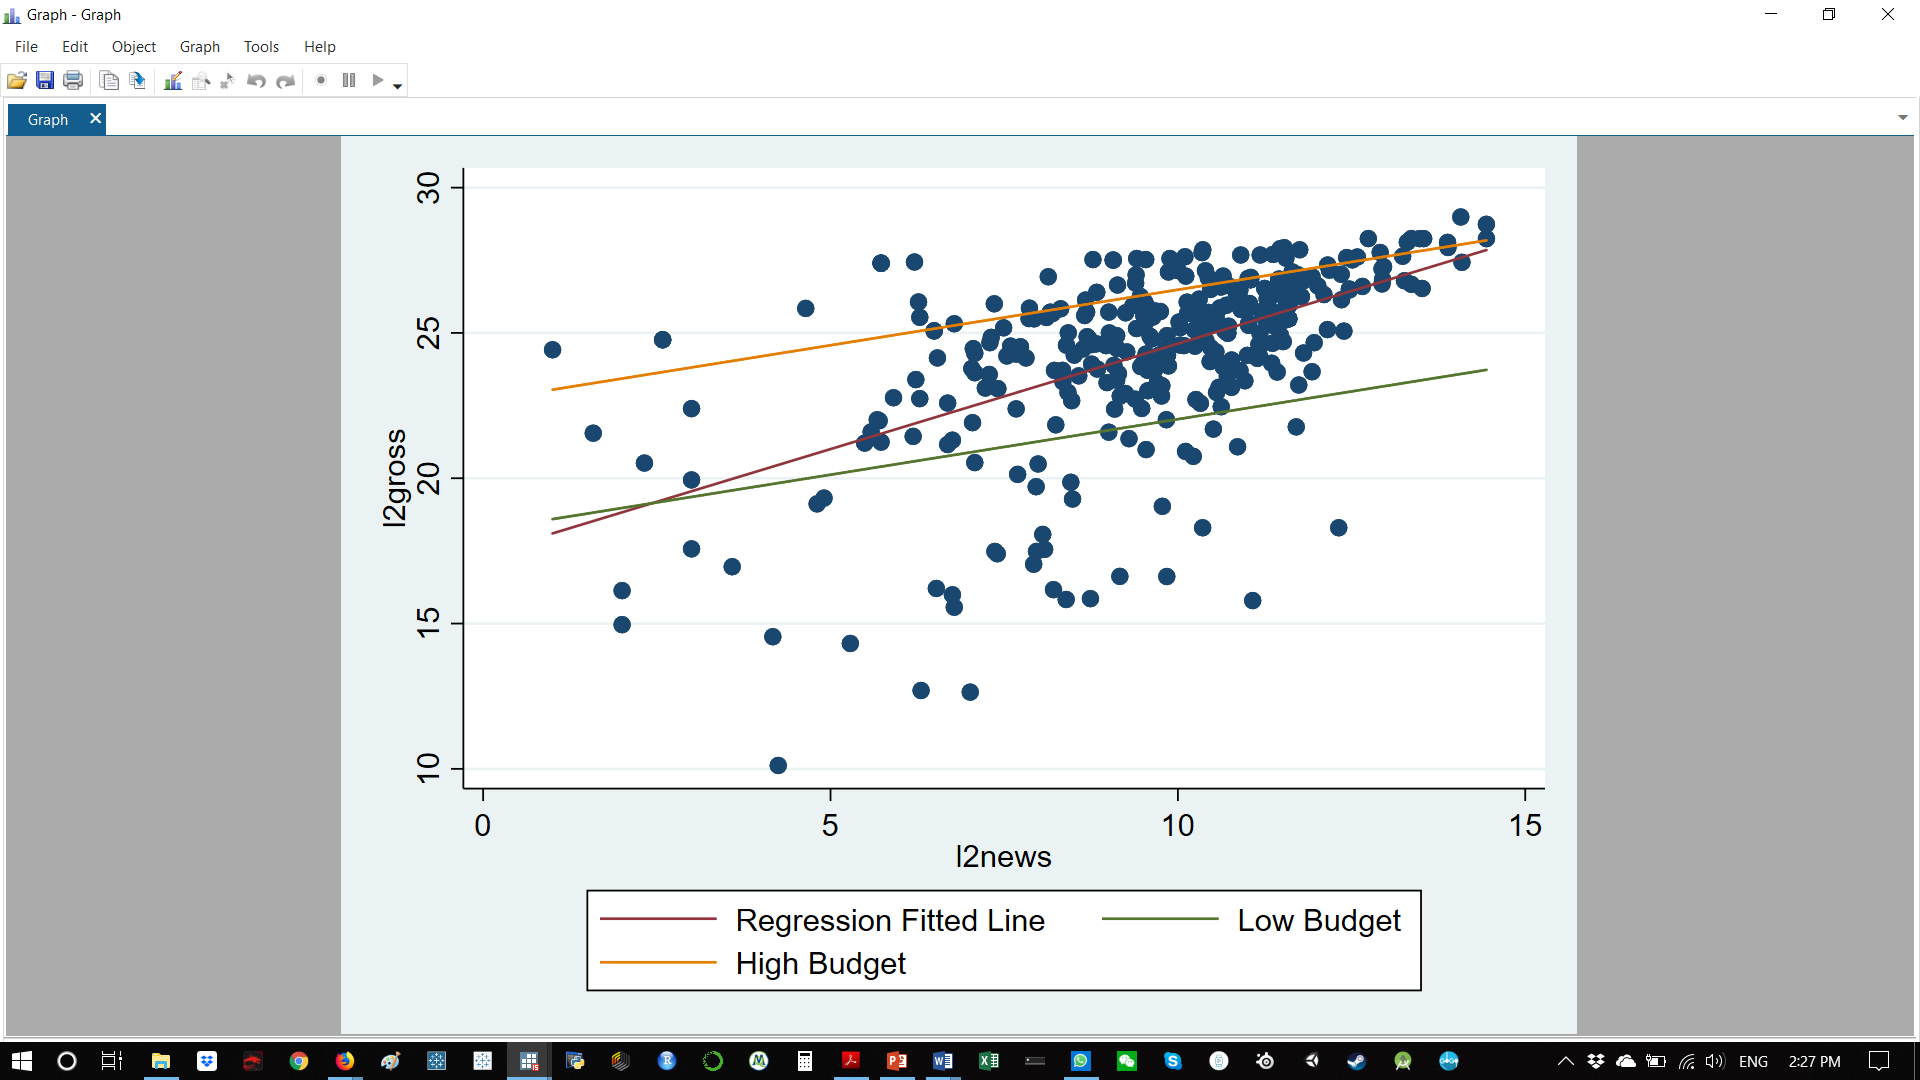 Graph - Graph
File Edit Object Graph Tools Help
Graph
30
25
20
15
10
l2gross
0 5 10 15
l2news
Regression Fitted Line Low Budget
High Budget
ENG 2:27 PM